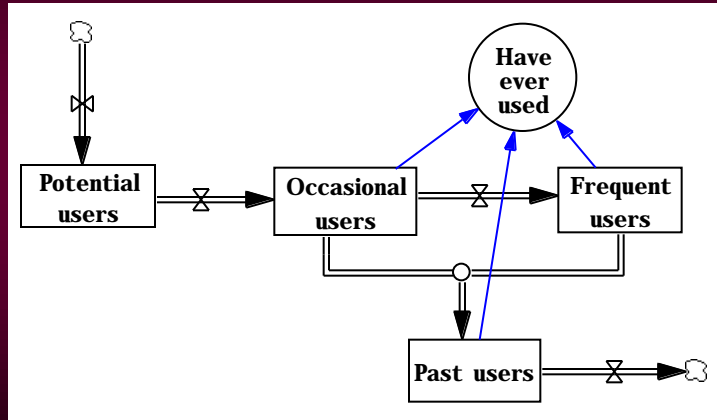 Have
ever
used
Potential
users
Occasional
users
Frequent
users
Past users